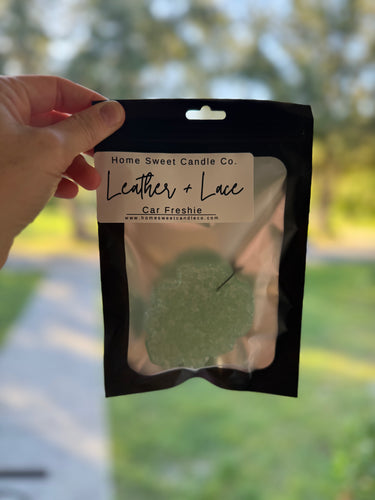 Home Sweet Candle Co.
Leather + Lace
Car Freshie
www.homesweetcandleco.com